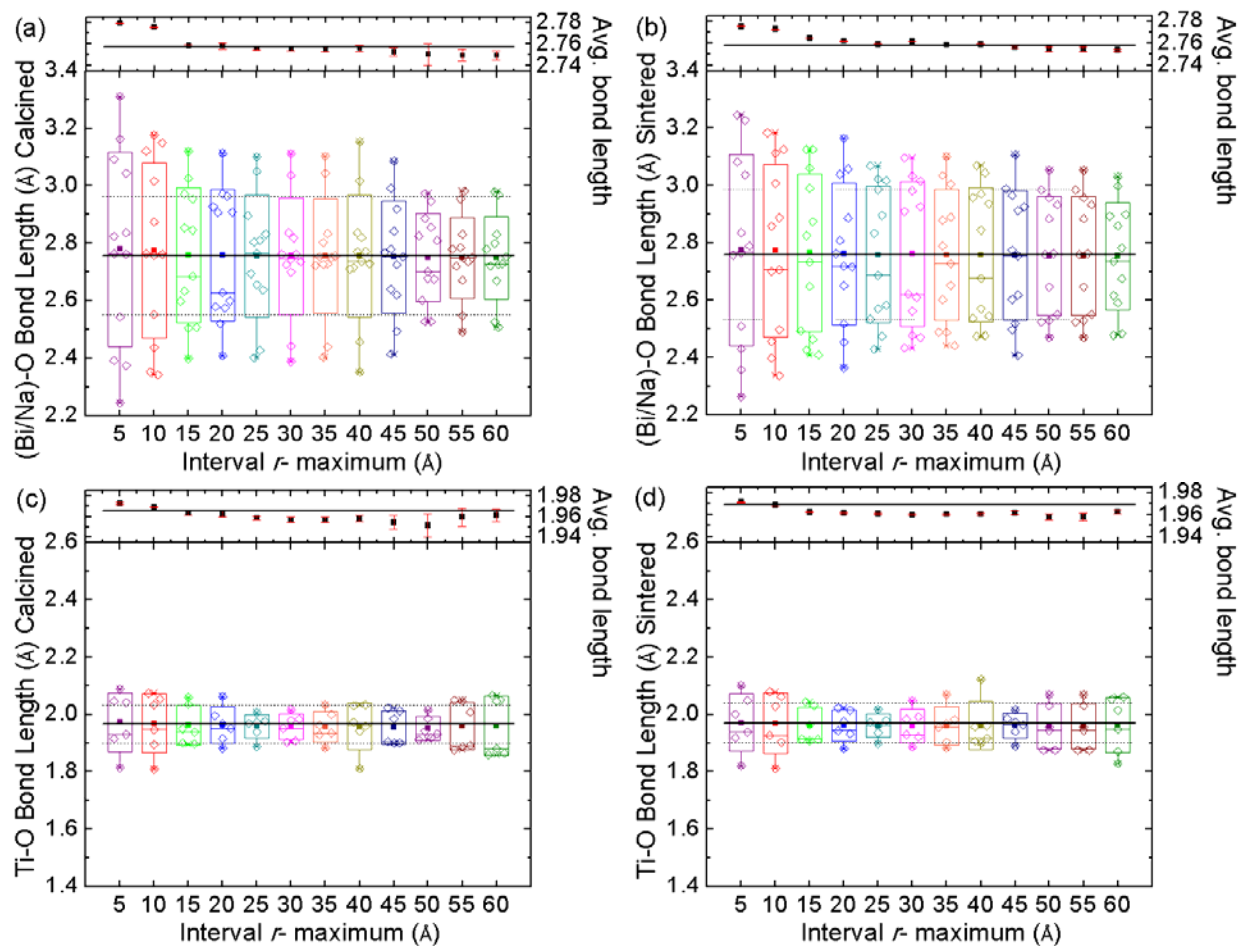 (a)
2.78
2.76
2.74
Avg. bond length
(Bi/Na)-O Bond Length (Å) Calcined
3.4
3.2
3.0
2.8
2.6
2.4
2.2
5 10 15 20 25 30 35 40 45 50 55 60
Interval r- maximum (Å)
(b)
2.78
2.76
2.74
Avg. bond length
(Bi/Na)-O Bond Length (Å) Sintered
3.4
3.2
3.0
2.8
2.6
2.4
2.2
5 10 15 20 25 30 35 40 45 50 55 60
Interval r- maximum (Å)
(c)
1.98
1.96
1.94
Avg. bond length
Ti-O Bond Length (Å) Calcined
2.6
2.4
2.2
2.0
1.8
1.6
1.4
5 10 15 20 25 30 35 40 45 50 55 60
Interval r- maximum (Å)
(d)
1.98
1.96
1.94
Avg. bond length
Ti-O Bond Length (Å) Sintered
2.6
2.4
2.2
2.0
1.8
1.6
1.4
5 10 15 20 25 30 35 40 45 50 55 60
Interval r- maximum (Å)